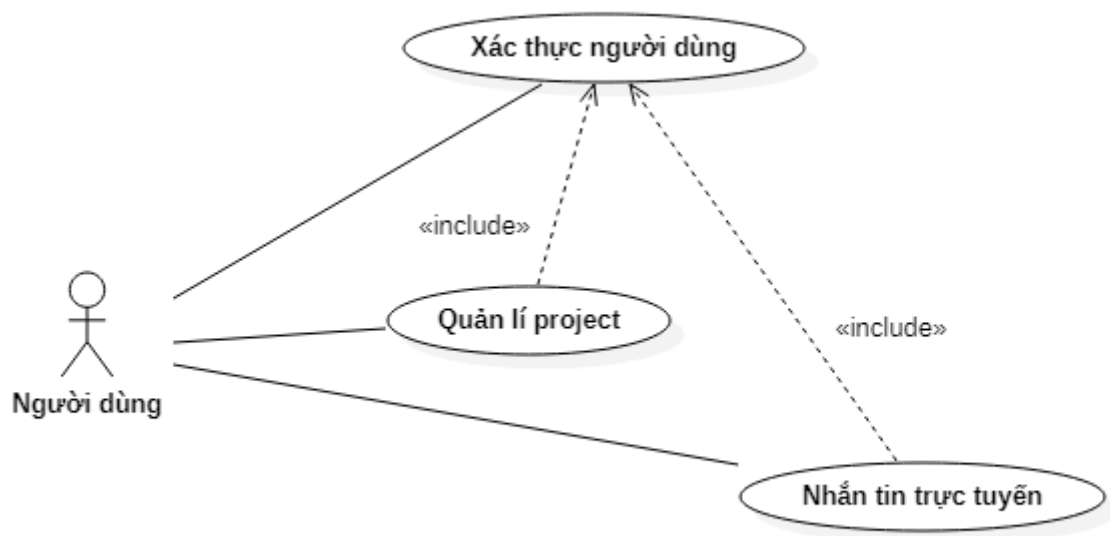 Xác thực người dùng
«include»
Quản lí project
«include»
Người dùng
Nhắn tin trực tuyến